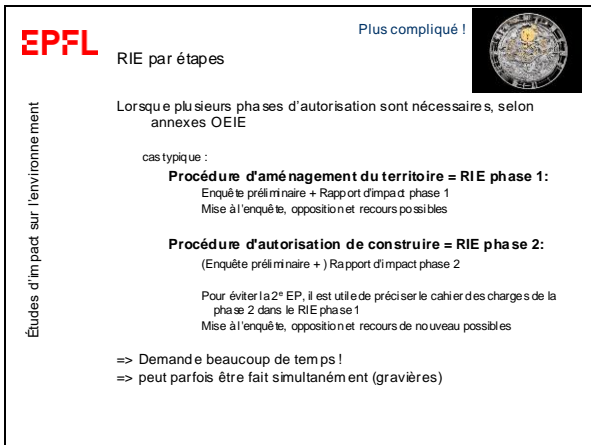 Plus compliqué !
EPFL
RIE par étapes
Études d'impact sur l'environnement
Lorsque plusieurs phases d'autorisation sont nécessaires, selon
annexes OEIE
cas typique :
Procédure d'aménagement du territoire = RIE phase 1:
Enquête préliminaire + Rapport d'impact phase 1
Mise à l'enquête, opposition et recours possibles
Procédure d'autorisation de construire = RIE phase 2:
(Enquête préliminaire + ) Rapport d'impact phase 2
Pour éviter la 2e EP, il est utile de préciser le cahier des charges de la
phase 2 dans le RIE phase 1
Mise à l'enquête, opposition et recours de nouveau possibles
=> Demande beaucoup de temps !
=> peut parfois être fait simultanément (gravières)